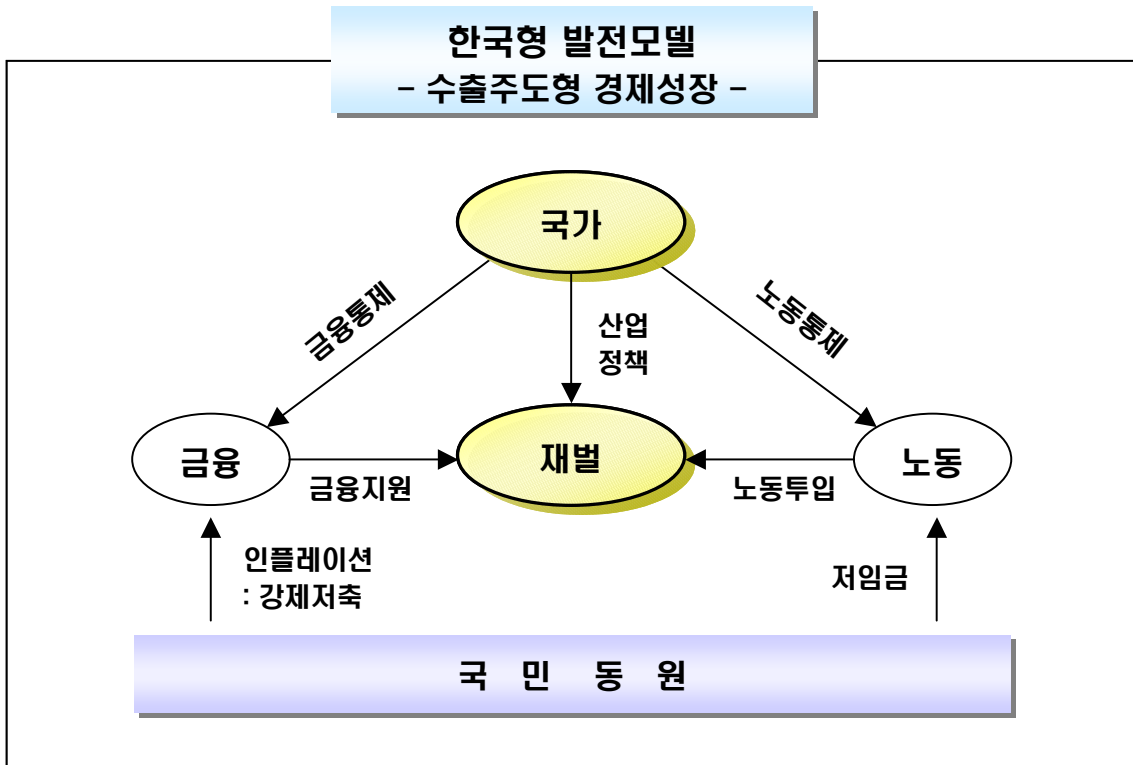 한국형 발전모델
- 수출주도형 경제성장 -
국가
금융통제
산업
정책
노동통제
금융
재벌
노동
금융지원
노동투입
인플레이션
: 강제저축
저임금
국 민 동 원